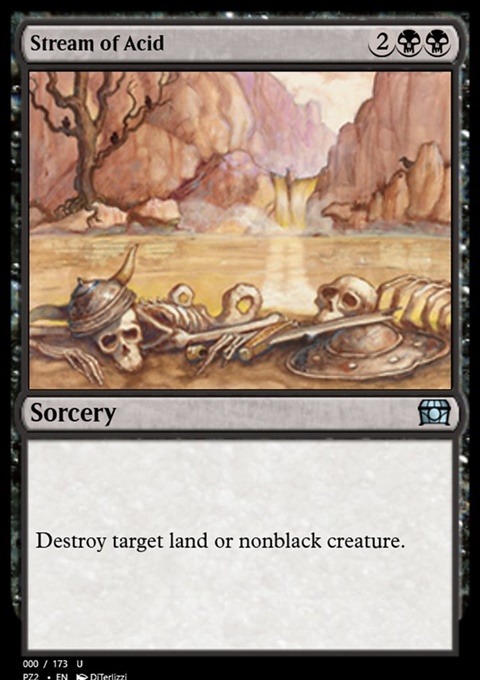 Stream of Acid 2
Sorcery
Destroy target land or nonblack creature.
000 / 173 U
PZ2 • EN DiTerlizzi